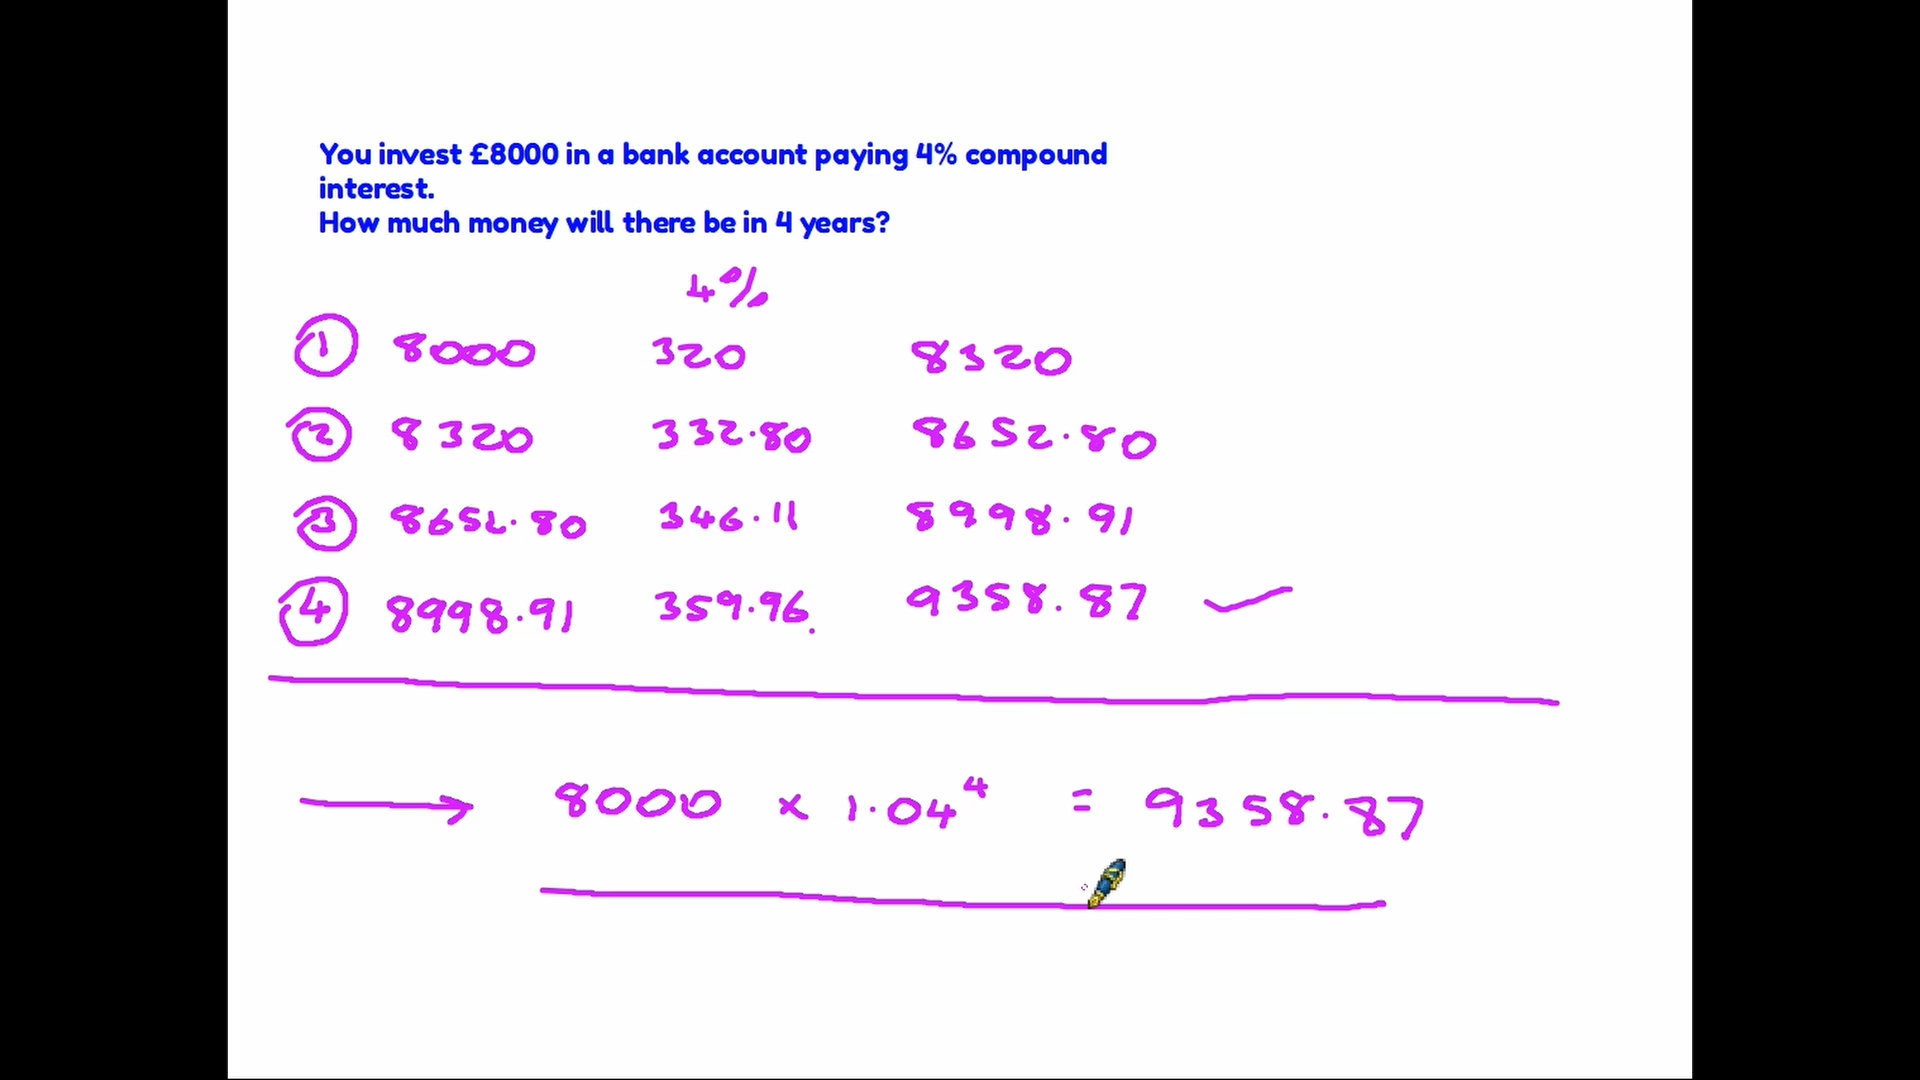 You invest £8000 in a bank account paying 4% compound
interest.
How much money will there be in 4 years?
4%
1 8000 320 8320
2 8320 332.80 8652.80
3 8652.80 346.11 8998.91
4 8998.91 359.96. 9358.87 ✓
→ 8000 × 1.04⁴ = 9358.87